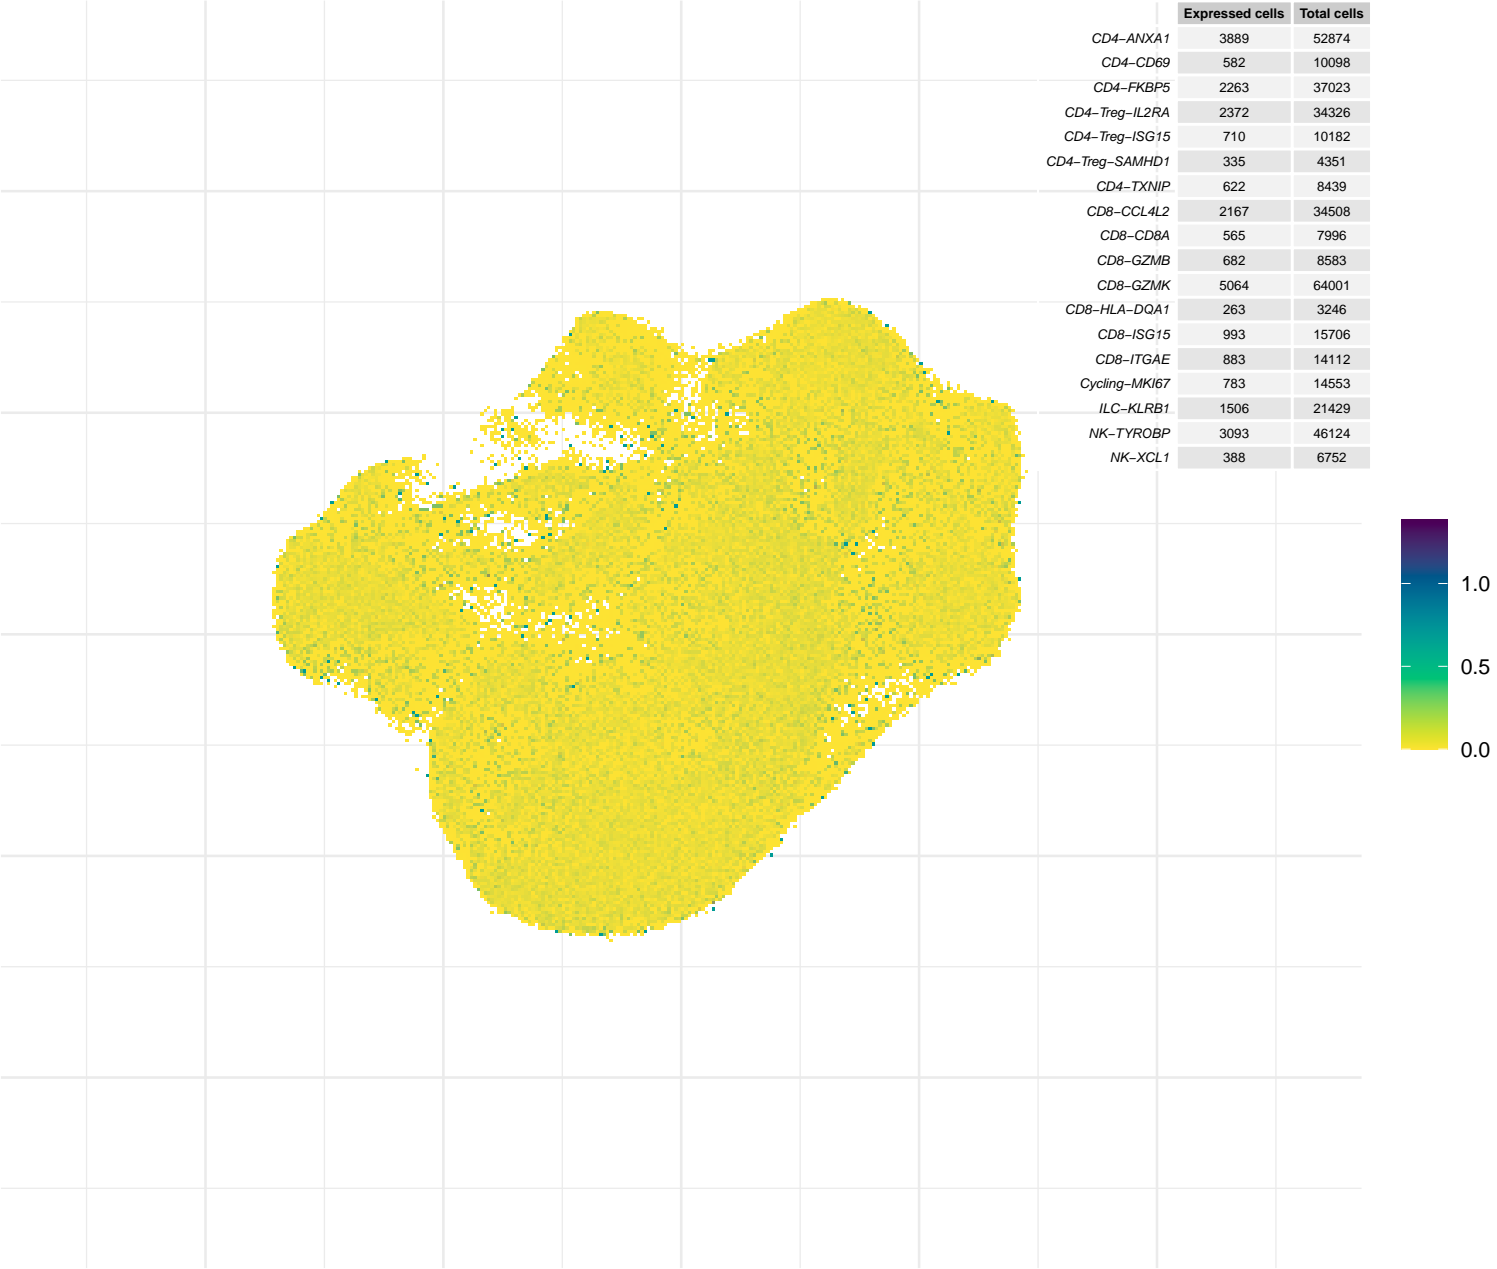 Expressed cells Total cells
CD4−ANXA1 3889 52874
CD4−CD69 582 10098
CD4−FKBP5 2263 37023
CD4−Treg−IL2RA 2372 34326
CD4−Treg−ISG15 710 10182
CD4−Treg−SAMHD1 335 4351
CD4−TXNIP 622 8439
CD8−CCL4L2 2167 34508
CD8−CD8A 565 7996
CD8−GZMB 682 8583
CD8−GZMK 5064 64001
CD8−HLA−DQA1 263 3246
CD8−ISG15 993 15706
CD8−ITGAE 883 14112
Cycling−MKI67 783 14553
ILC−KLRB1 1506 21429
NK−TYROBP 3093 46124
NK−XCL1 388 6752
1.0
0.5
0.0